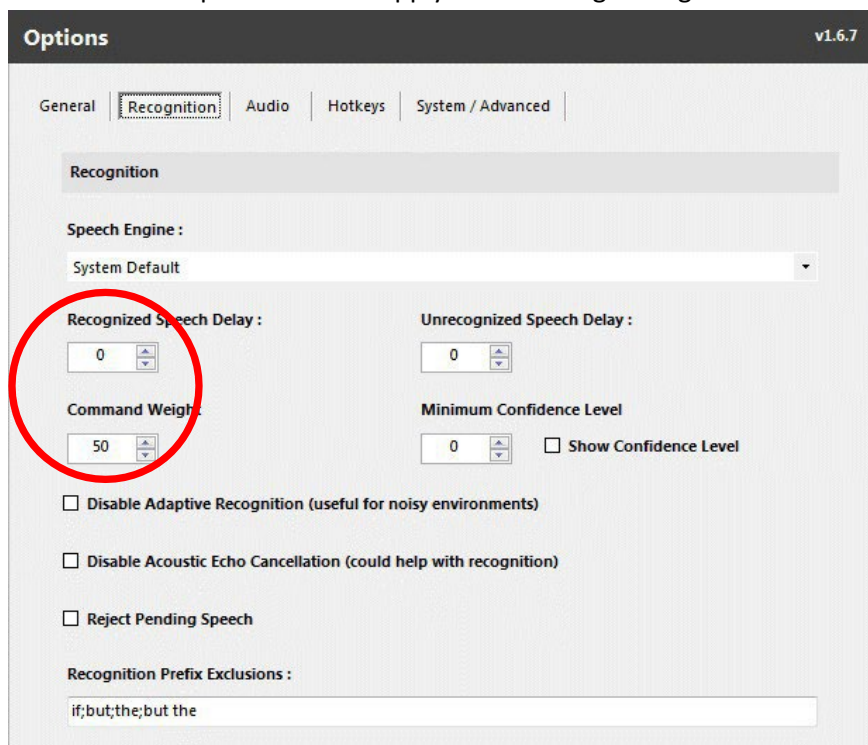 Options v1.6.7
General Recognition Audio Hotkeys System / Advanced
Recognition
Speech Engine :
System Default
Recognized Speech Delay : Unrecognized Speech Delay :
0 0
Command Weight Minimum Confidence Level
50 0 Show Confidence Level
Disable Adaptive Recognition (useful for noisy environments)
Disable Acoustic Echo Cancellation (could help with recognition)
Reject Pending Speech
Recognition Prefix Exclusions :
if;but;the;but the